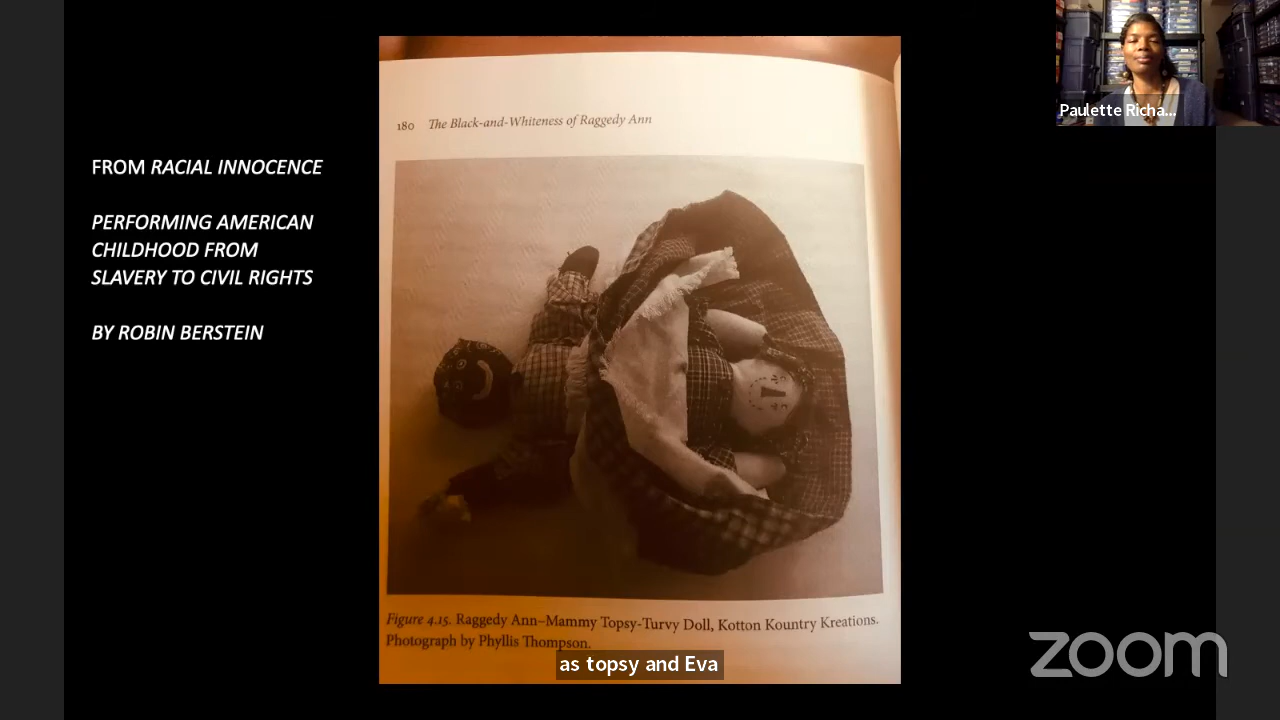 FROM RACIAL INNOCENCE
PERFORMING AMERICAN
CHILDHOOD FROM
SLAVERY TO CIVIL RIGHTS
BY ROBIN BERSTEIN
180 The Black-and-Whiteness of Raggedy Ann
Figure 4.15. Raggedy Ann–Mammy Topsy-Turvy Doll, Kotton Kountry Kreations.
Photograph by Phyllis Thompson.
as topsy and Eva
Paulette Richa...
zoom